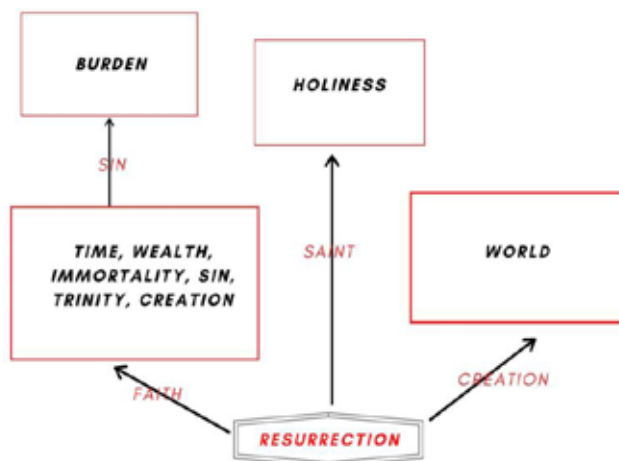 BURDEN
HOLINESS
SIN
TIME, WEALTH,
IMMORTALITY, SIN,
TRINITY, CREATION
SAINT
WORLD
FAITH
CREATION
RESURRECTION